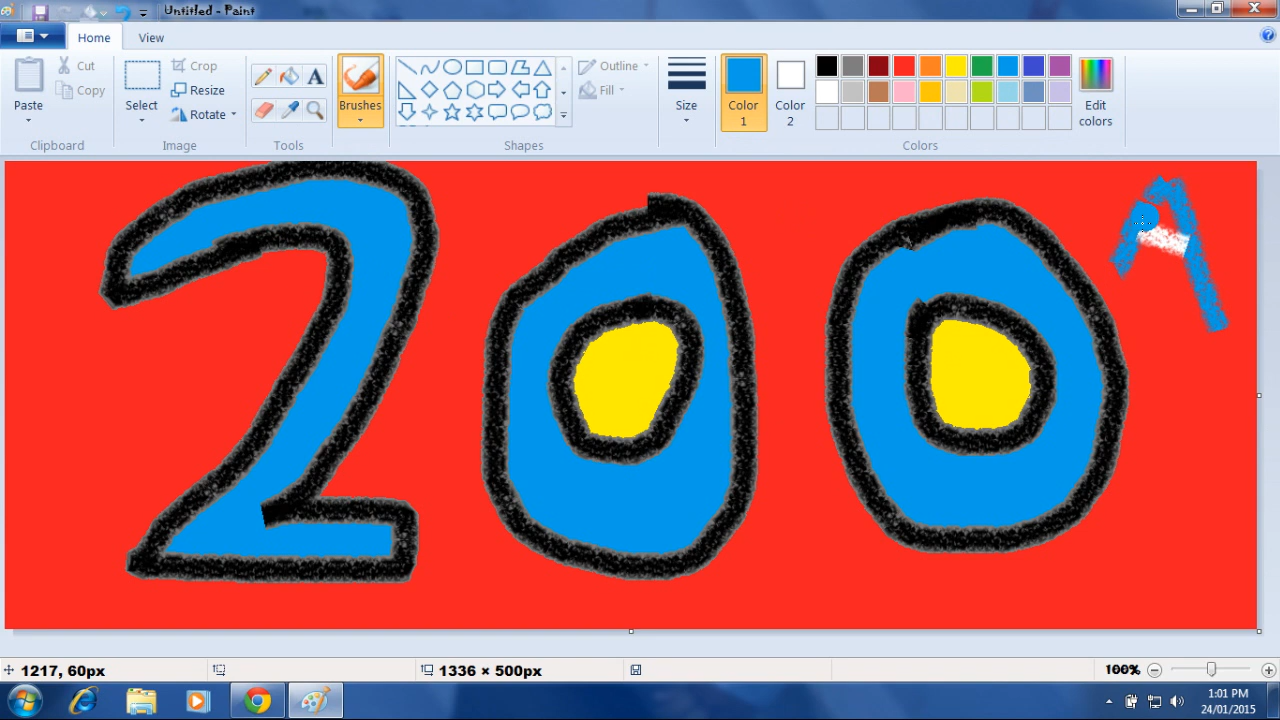 Untitled - Paint
Home View
Paste
Cut
Copy
Clipboard
Select
Crop
Resize
Rotate
Image
A
Tools
Brushes
Outline
Fill
Shapes
Size
Color 1
Color 2
Edit colors
Colors
200 A
1217, 60px
1336 × 500px
100%
1:01 PM
24/01/2015